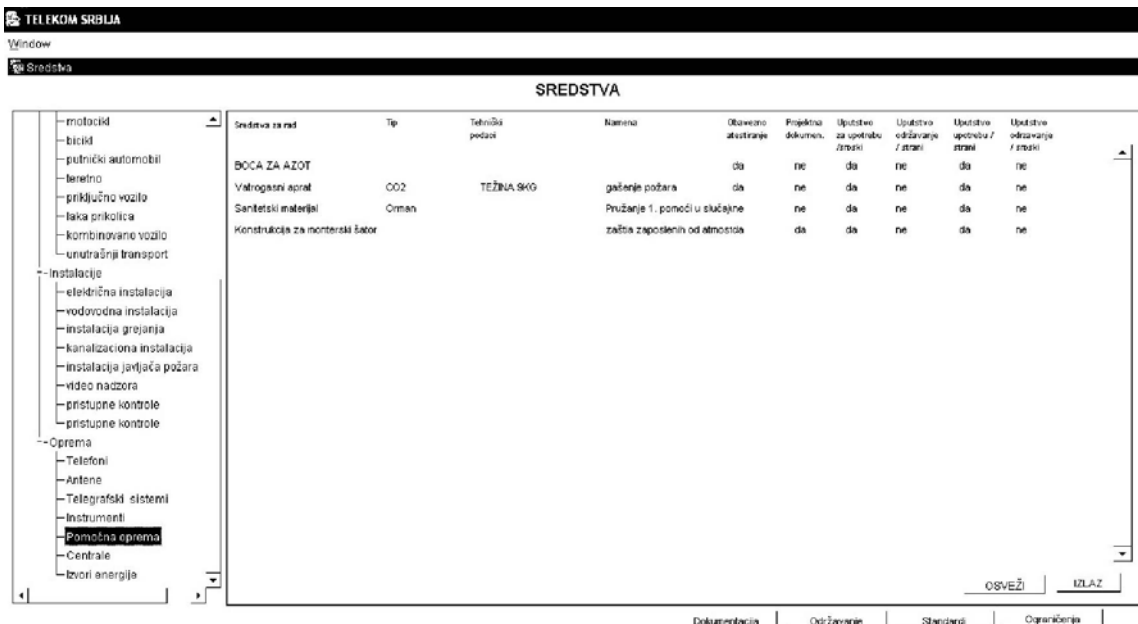 TELEKOM SRBIJA
Window
Sredstva
SREDSTVA
motocikl
bicikl
putnički automobil
teretno
priključno vozilo
laka prikolica
kombinovano vozilo
unutrašnji transport
Instalacije
električna instalacija
vodovodna instalacija
instalacija grejanja
kanalizaciona instalacija
instalacija javljača požara
video nadzora
pristupne kontrole
pristupne kontrole
Oprema
Telefoni
Antene
Telegrafski sistemi
Instrumenti
Pomoćna oprema
Centrale
Izvori energije
Sredstva za rad Tip Tehnički podaci Namena Obavezno atestiranje Projektna dokumen. Uputstvo za upotrebu /srpski Uputstvo održavanje / strani Uputstvo upotrebu / strani Uputstvo odrzavanje / srpski
BOCA ZA AZOT da ne da ne da ne
Vatrogasni aparat CO2 TEŽINA 9KG gašenje požara da ne da ne da ne
Sanitetski materijal Orman Pružanje 1. pomoći u slučajne ne da ne da ne
Konstrukcija za monterski šator zaštia zaposlenih od atmosfda da da ne da ne
OSVEŽI IZLAZ
Dokumentacija Održavanje Standardi Ograničenja